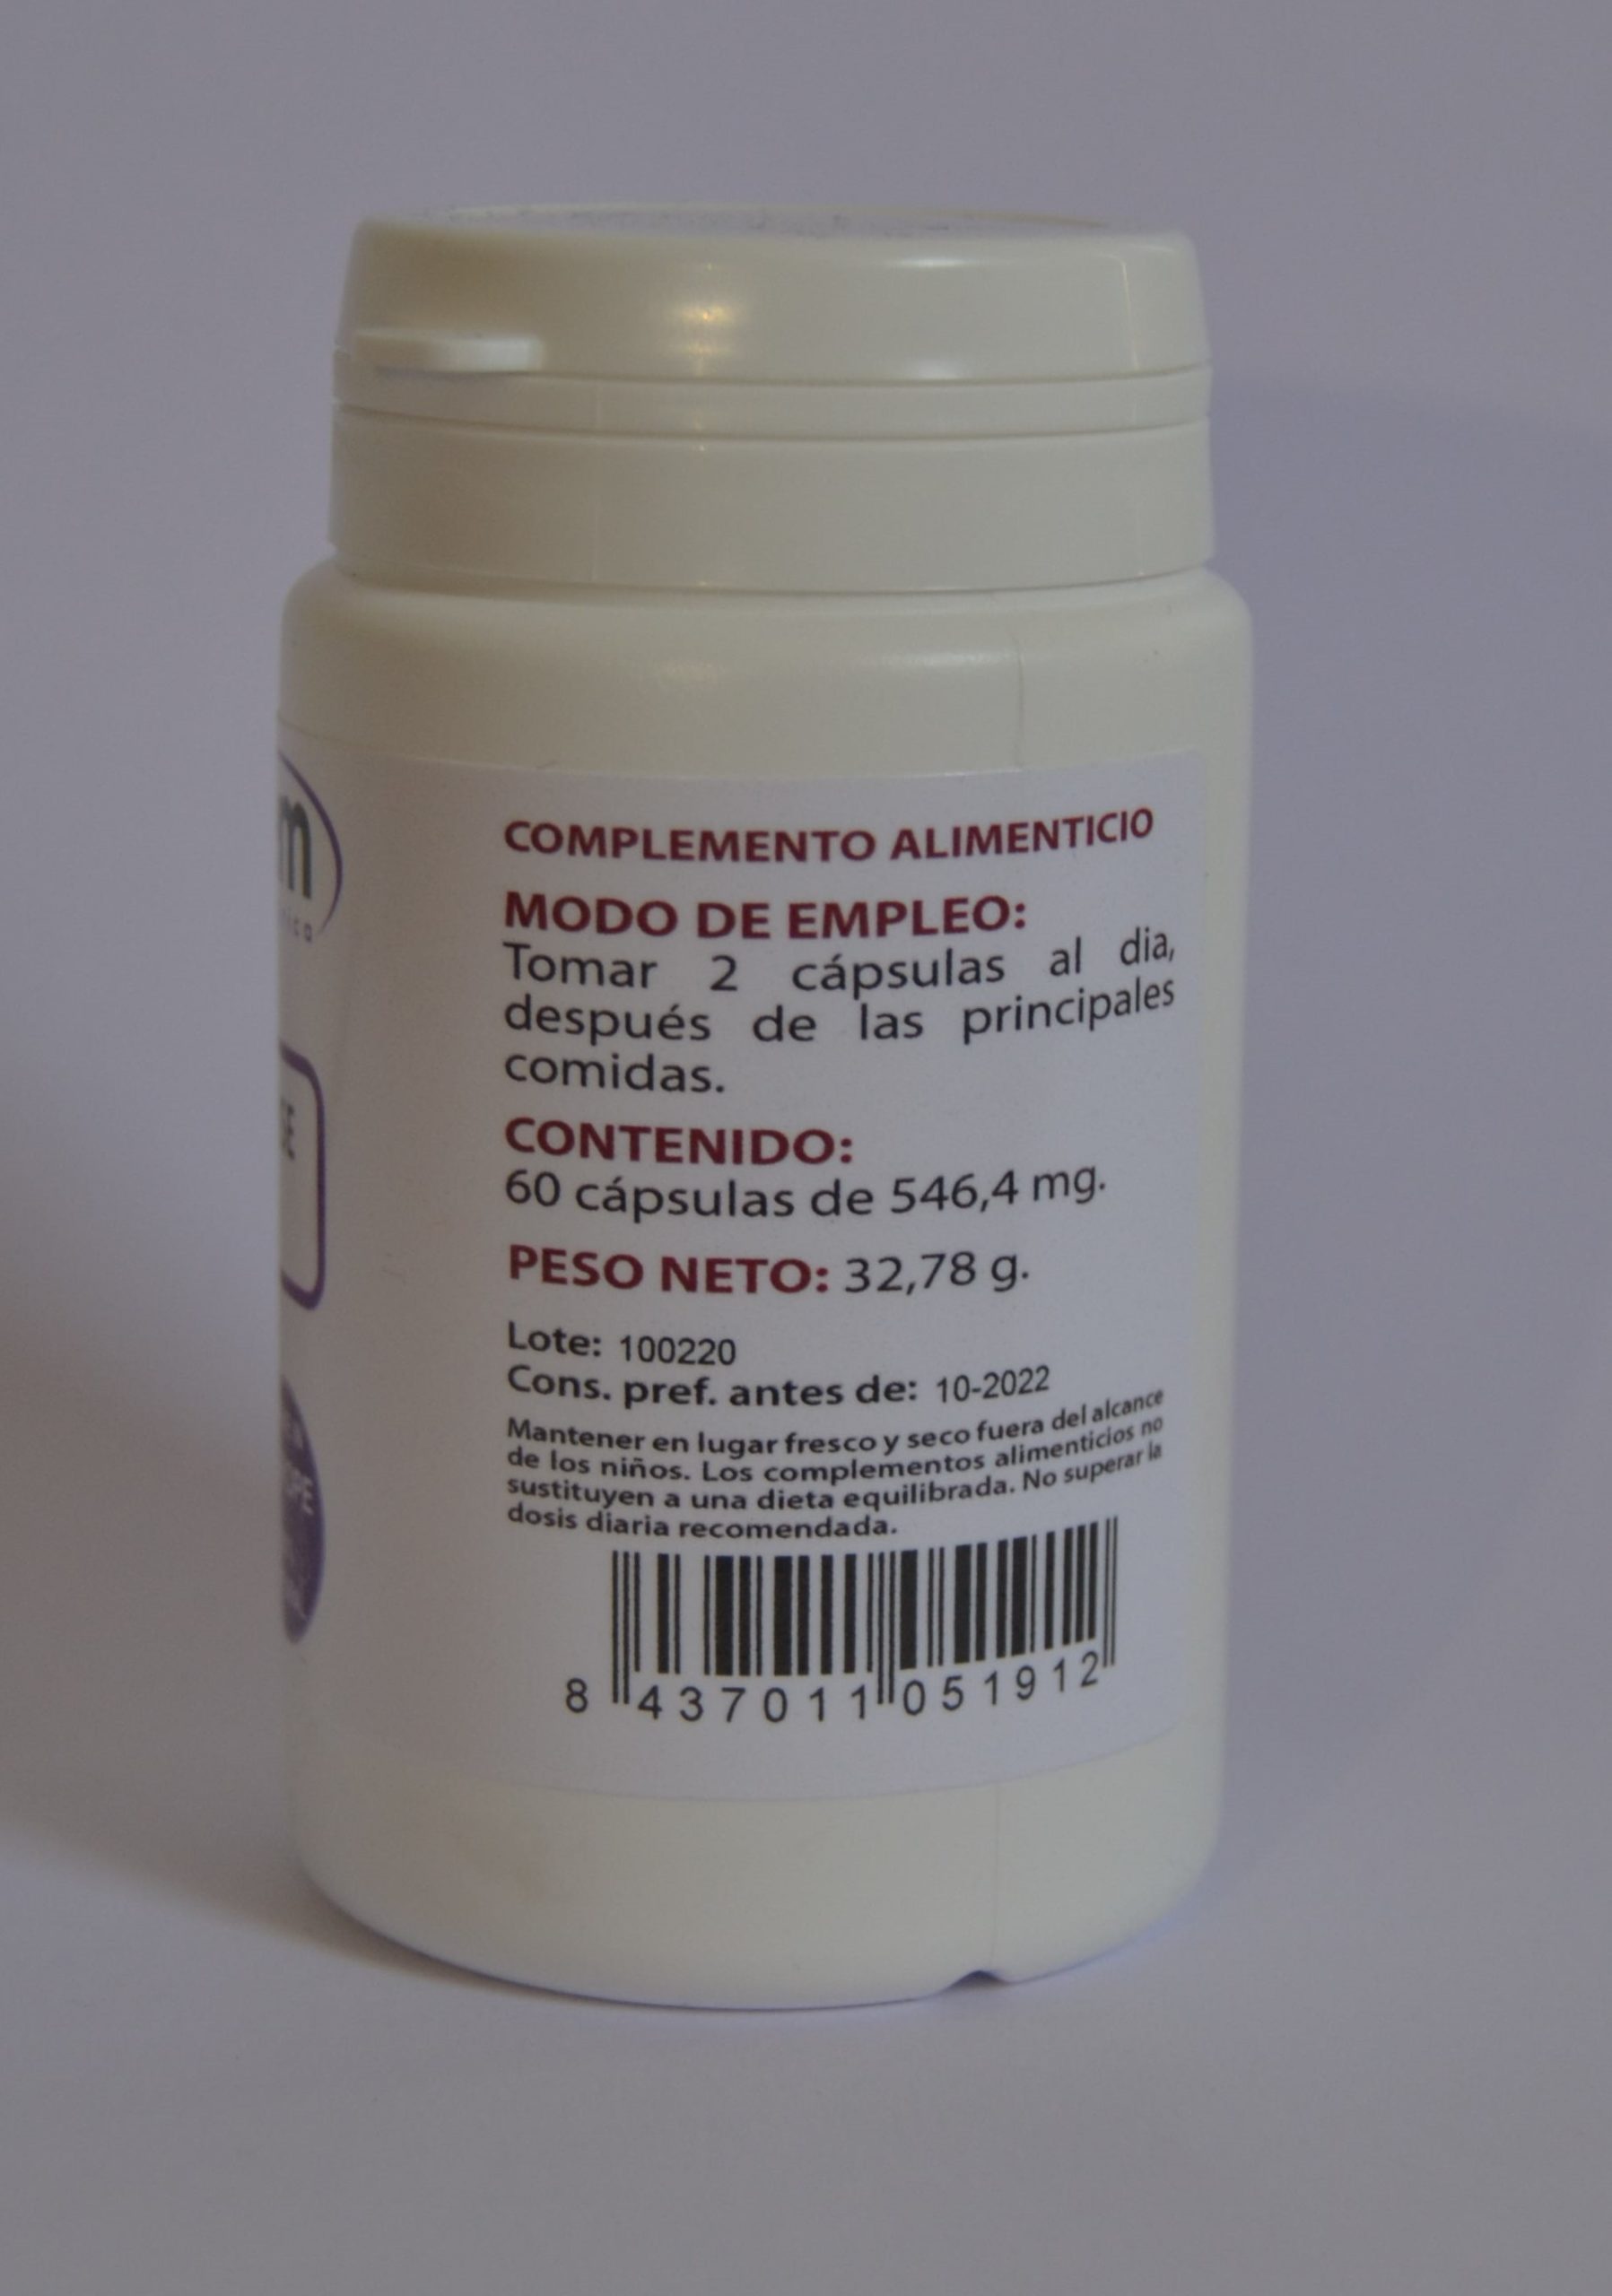 COMPLEMENTO ALIMENTICIO
MODO DE EMPLEO:
Tomar 2 cápsulas al dia,
después de las principales
comidas.
CONTENIDO:
60 cápsulas de 546,4 mg.
PESO NETO: 32,78 g.
Lote: 100220
Cons. pref. antes de: 10-2022
Mantener en lugar fresco y seco fuera del alcance
de los niños. Los complementos alimenticios no
sustituyen a una dieta equilibrada. No superar la
dosis diaria recomendada.
8 437011 051912